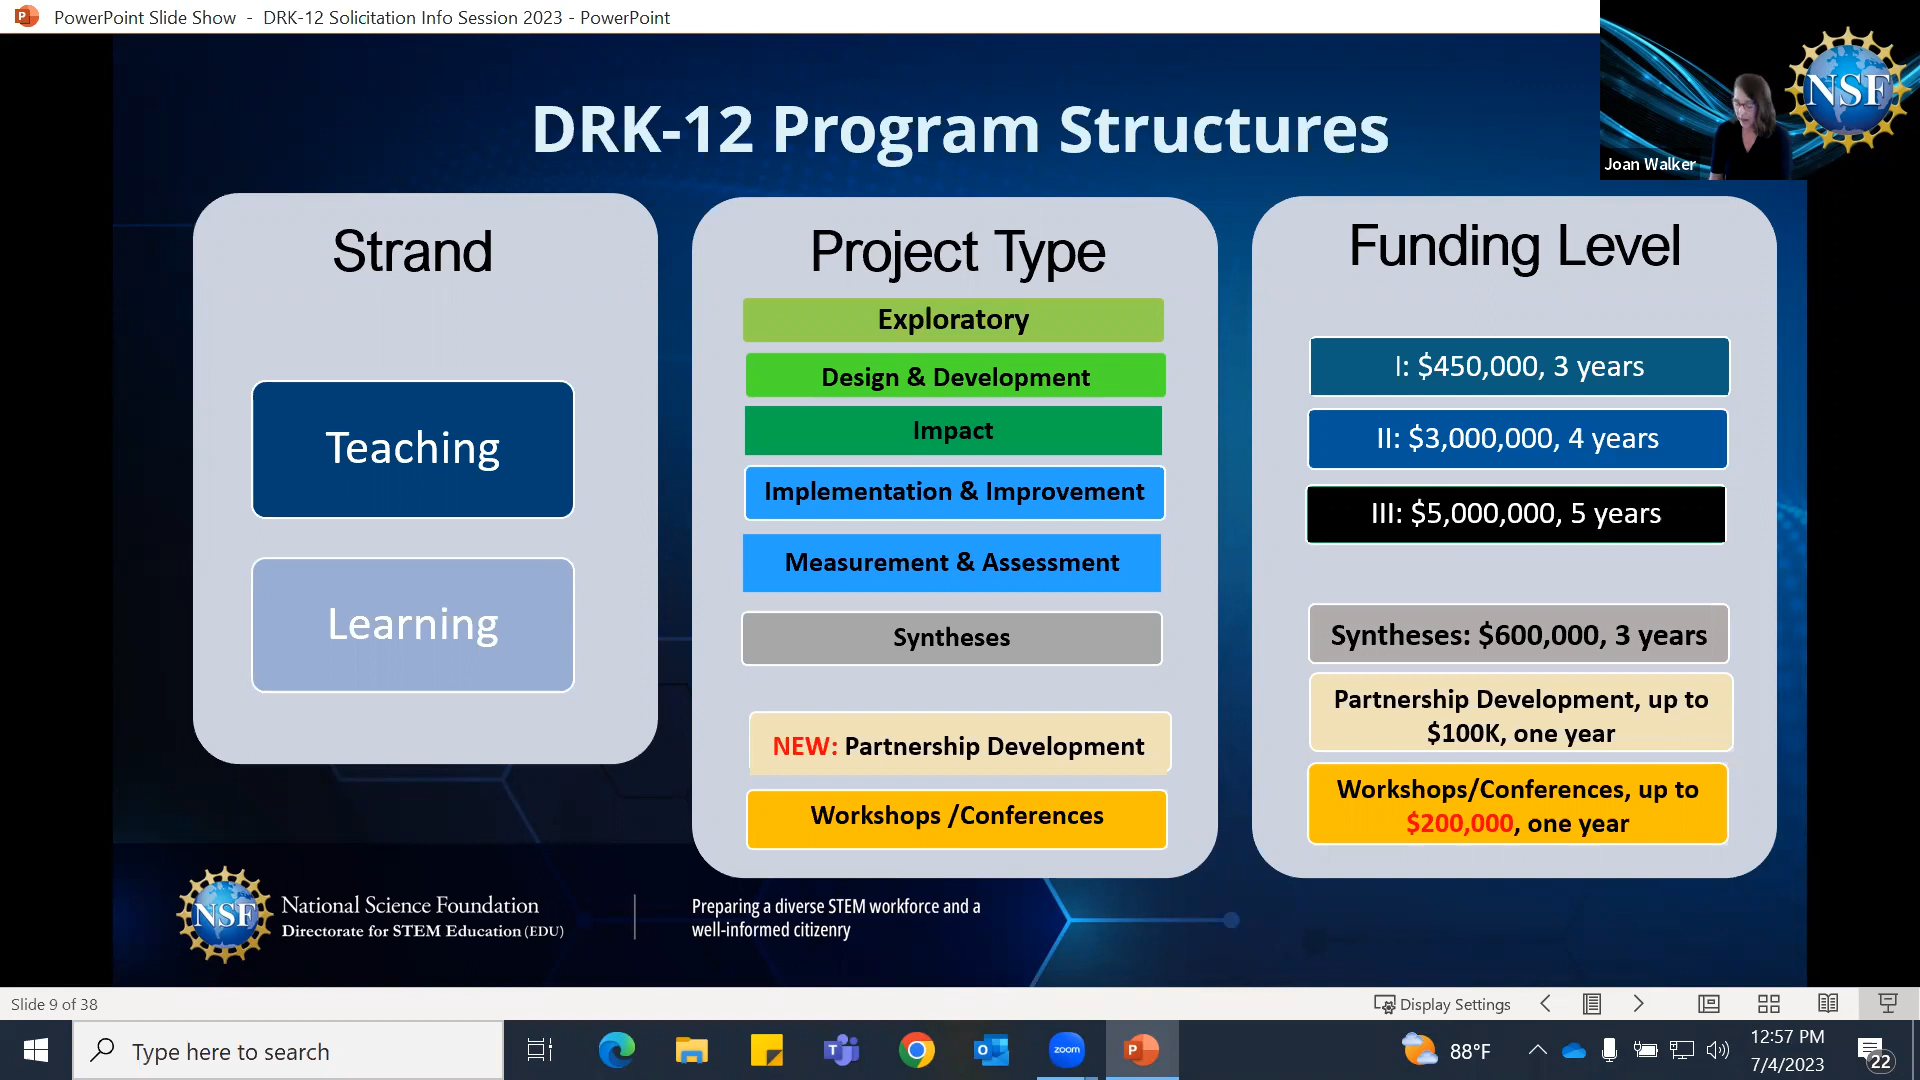 PowerPoint Slide Show - DRK-12 Solicitation Info Session 2023 - PowerPoint
NSF
Joan Walker
DRK-12 Program Structures
Strand
Teaching
Learning
Project Type
Exploratory
Design & Development
Impact
Implementation & Improvement
Measurement & Assessment
Syntheses
NEW: Partnership Development
Workshops /Conferences
Funding Level
I: $450,000, 3 years
II: $3,000,000, 4 years
III: $5,000,000, 5 years
Syntheses: $600,000, 3 years
Partnership Development, up to
$100K, one year
Workshops/Conferences, up to
$200,000, one year
NSF
National Science Foundation
Directorate for STEM Education (EDU)
Preparing a diverse STEM workforce and a
well-informed citizenry
Slide 9 of 38
Display Settings
Type here to search
zoom
88°F
12:57 PM
7/4/2023
22